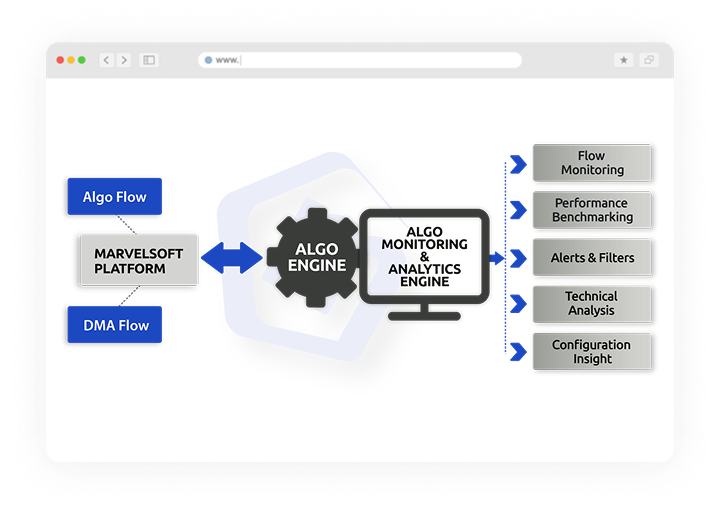 www.
Algo Flow
MARVELSOFT
PLATFORM
DMA Flow
ALGO
ENGINE
ALGO
MONITORING
&
ANALYTICS
ENGINE
Flow
Monitoring
Performance
Benchmarking
Alerts & Filters
Technical
Analysis
Configuration
Insight